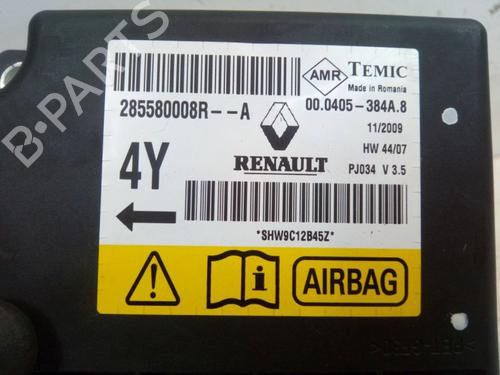 B-PARTS
AMR TEMIC
Made in Romania
285580008R--A
00.0405-384A.8
11/2009
4Y
RENAULT
HW 44/07
PJ034 V 3.5
*SHW9C12B45Z*
i
AIRBAG